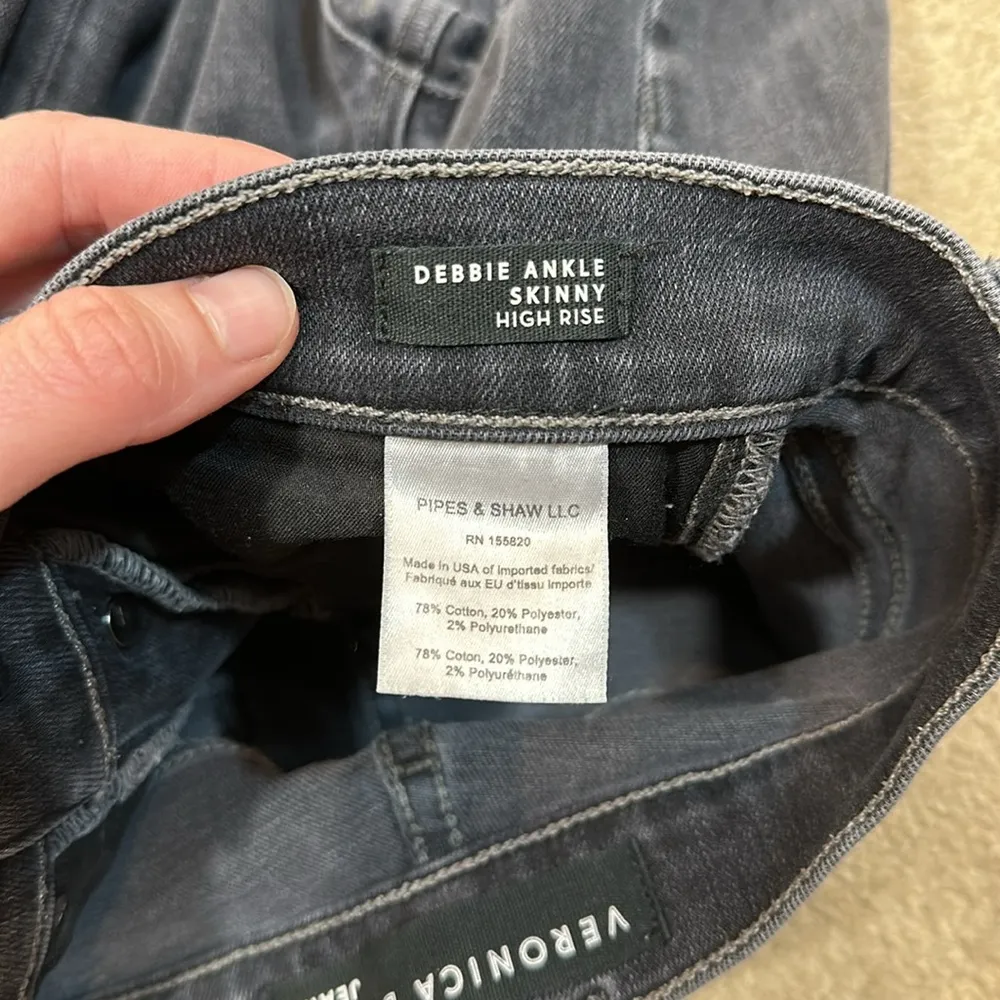 DEBBIE ANKLE
SKINNY
HIGH RISE
PIPES & SHAW LLC
RN 155820
Made in USA of imported fabrics/
Fabriqué aux EU d'tissu importe
78% Cotton, 20% Polyester,
2% Polyurethane
78% Coton, 20% Polyester,
2% Polyuréthane
VERONICA